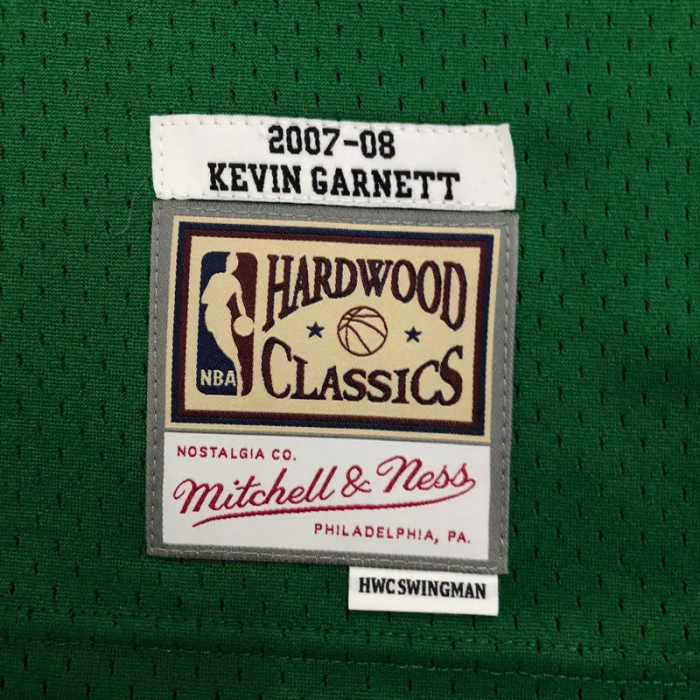 2007-08
KEVIN GARNETT
HARDWOOD
CLASSICS
NBA
NOSTALGIA CO.
Mitchell & Ness
PHILADELPHIA, PA.
HWC SWINGMAN